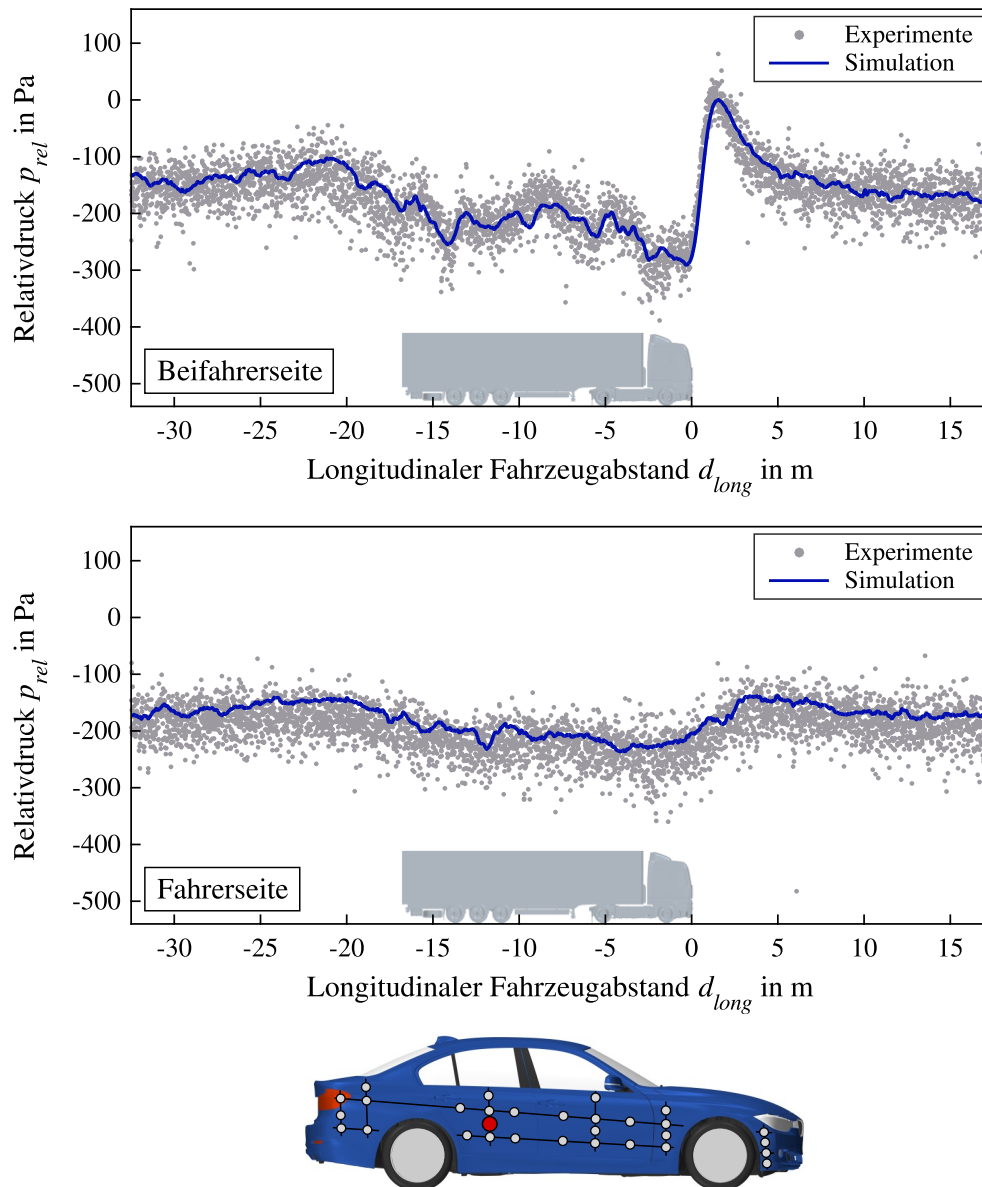 100
0
-100
-200
-300
-400
-500
Relativdruck p_rel in Pa
Experimente
Simulation
Beifahrerseite
-30 -25 -20 -15 -10 -5 0 5 10 15
Longitudinaler Fahrzeugabstand d_long in m
100
0
-100
-200
-300
-400
-500
Relativdruck p_rel in Pa
Experimente
Simulation
Fahrerseite
-30 -25 -20 -15 -10 -5 0 5 10 15
Longitudinaler Fahrzeugabstand d_long in m